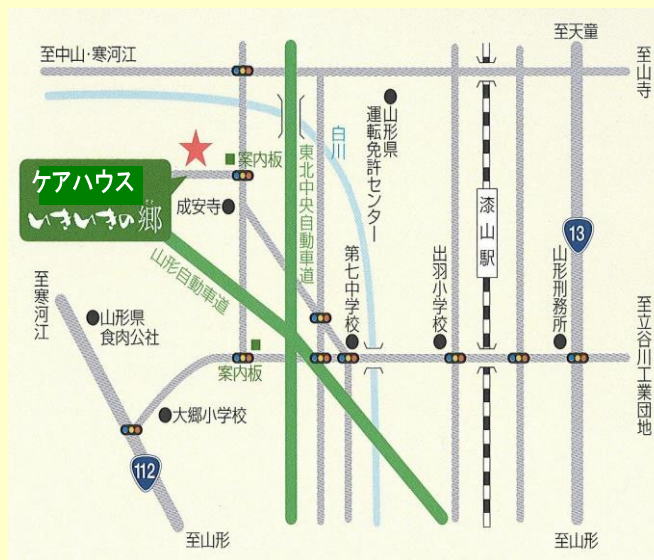 至天童
至中山・寒河江
至山寺
山形県
運転免許センター
白川
東北中央自動車道
案内板
ケアハウス
いきいきの郷
さと
成安寺
漆山駅
13
山形自動車道
至寒河江
第七中学校
出羽小学校
山形刑務所
至立谷川工業団地
山形県
食肉公社
案内板
大郷小学校
112
至山形
至山形